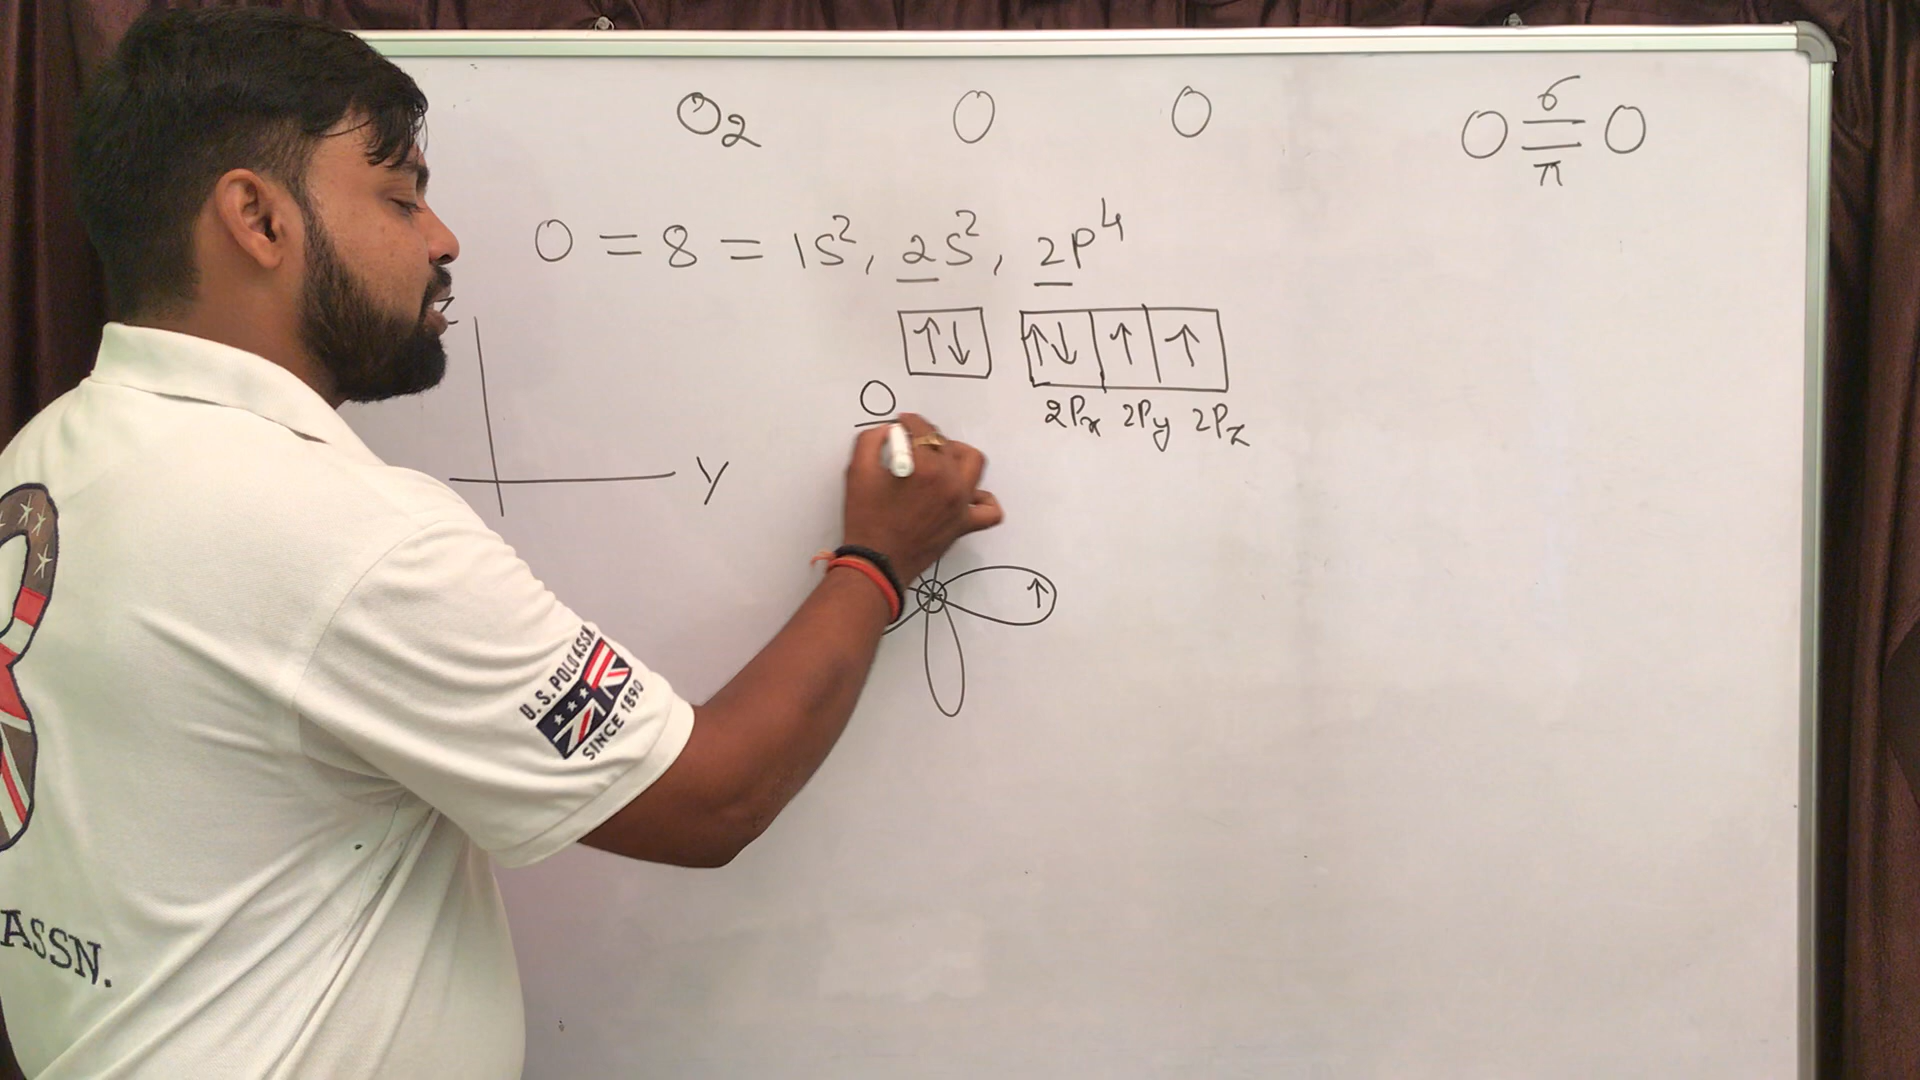 O₂ O O O σ═π O
O = 8 = 1S², 2S², 2P⁴
↑↓ ↑↓ ↑ ↑
2Px 2Py 2Pz
Z
Y
O
↑
U.S. POLO ASSN.
SINCE 1890
ASSN.